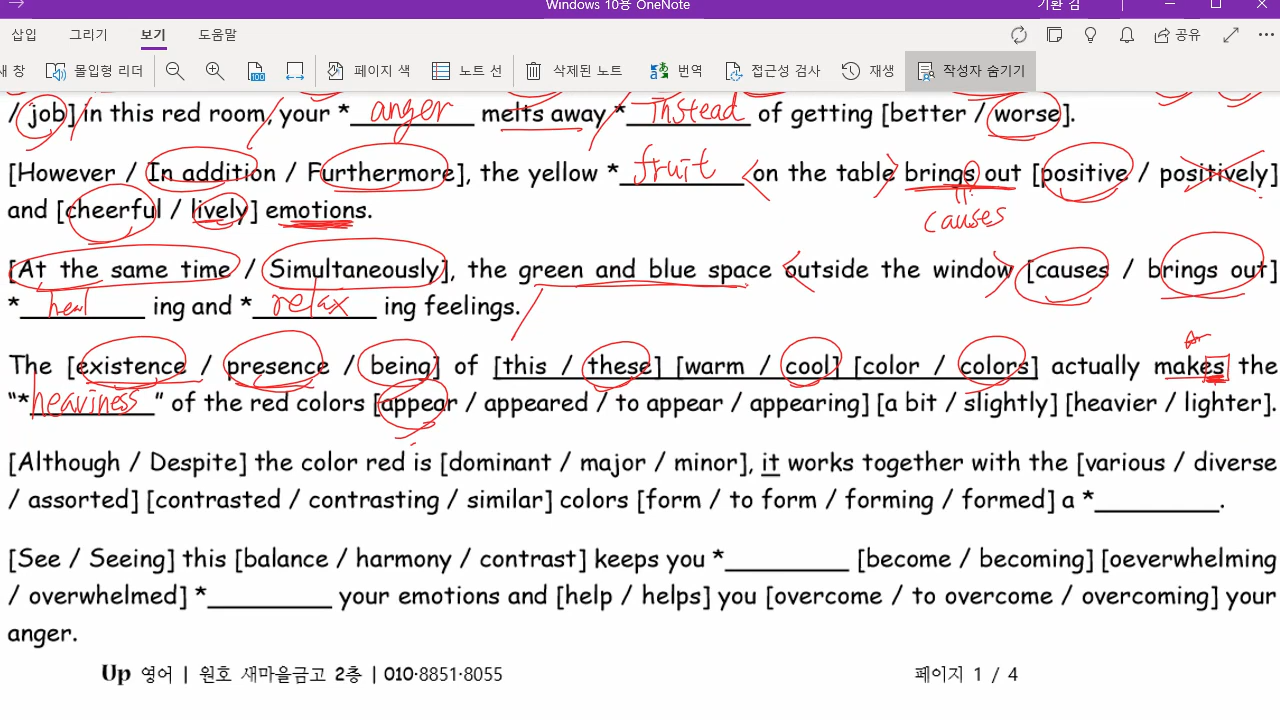 Windows 10용 OneNote
기환 김
삽입 그리기 보기 도움말 공유
새 창 몰입형 리더 페이지 색 노트 선 삭제된 노트 번역 접근성 검사 재생 작성자 숨기기
/ job] in this red room, your * anger melts away * Instead of getting [better / worse].
[However / In addition / Furthermore], the yellow * fruit on the table brings out [positive / positively]
and [cheerful / lively] emotions.
causes
[At the same time / Simultaneously], the green and blue space outside the window [causes / brings out]
* heal ing and * relax ing feelings.
The [existence / presence / being] of [this / these] [warm / cool] [color / colors] actually makes the
“* heaviness ” of the red colors [appear / appeared / to appear / appearing] [a bit / slightly] [heavier / lighter].
[Although / Despite] the color red is [dominant / major / minor], it works together with the [various / diverse
/ assorted] [contrasted / contrasting / similar] colors [form / to form / forming / formed] a *__________.
[See / Seeing] this [balance / harmony / contrast] keeps you *__________ [become / becoming] [oeverwhelming
/ overwhelmed] *__________ your emotions and [help / helps] you [overcome / to overcome / overcoming] your
anger.
Up 영어 | 원호 새마을금고 2층 | 010·8851·8055 페이지 1 / 4